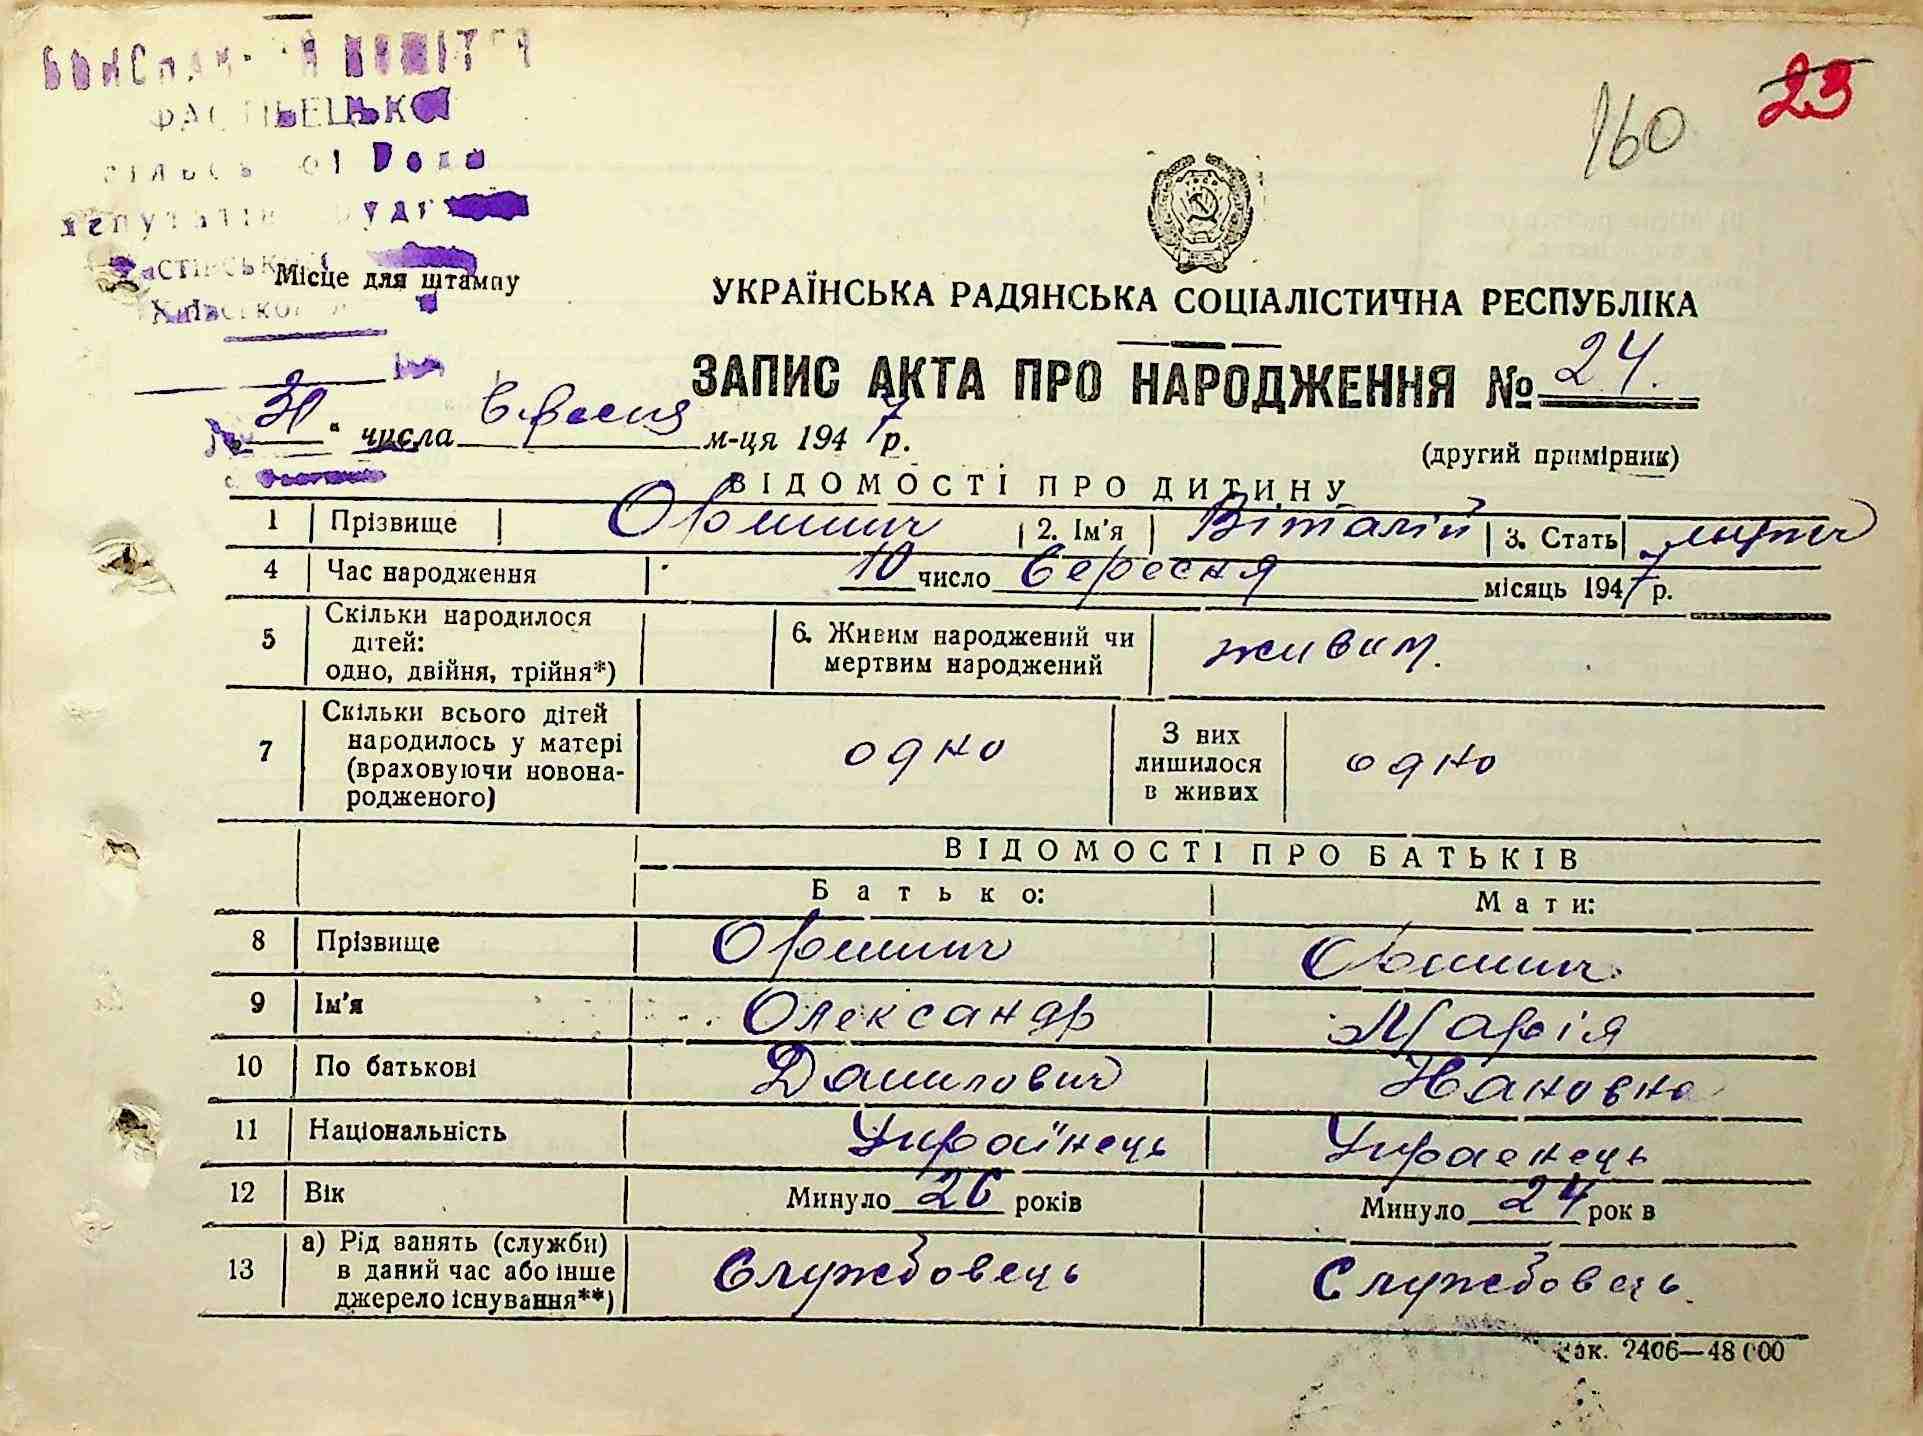 23
160
Місце для штампу
УКРАЇНСЬКА РАДЯНСЬКА СОЦІАЛІСТИЧНА РЕСПУБЛІКА
ЗАПИС АКТА ПРО НАРОДЖЕННЯ № 24.
числа вересня м-ця 1947 р.
(другий примірник)
ВІДОМОСТІ ПРО ДИТИНУ
1 Прізвище 2. Ім'я Віталій 3. Стать
4 Час народження 10 число вересня місяць 1947 р.
5 Скільки народилося дітей: одно, двійня, трійня*) 6. Живим народжений чи мертвим народжений живим.
7 Скільки всього дітей народилось у матері (враховуючи новона-родженого) одно З них лишилося в живих одно
ВІДОМОСТІ ПРО БАТЬКІВ
Батько: Мати:
8 Прізвище
9 Ім'я Олександр Марія
10 По батькові Данилович
11 Національність Українець Украенець
12 Вік Минуло 26 років Минуло 24 рок в
13 а) Рід занять (служби) в даний час або інше джерело існування**) Службовець Службовець
Зак. 2406—48 000